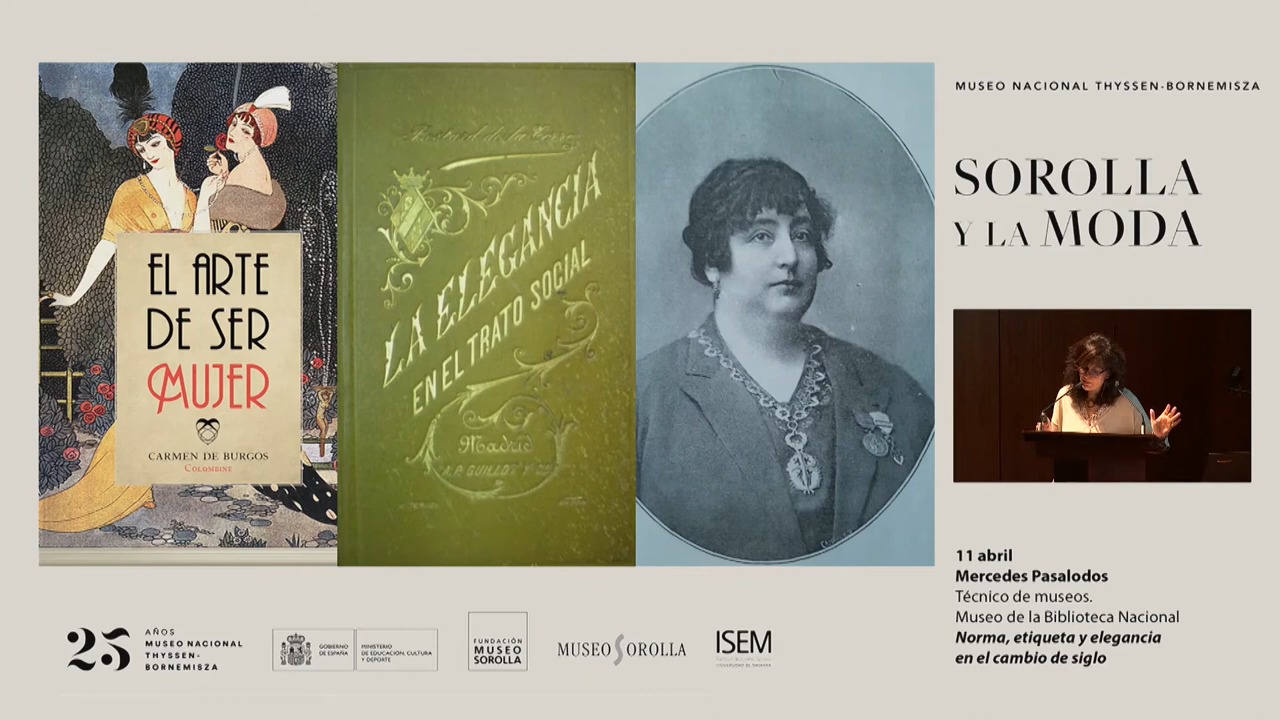 EL ARTE
DE SER
MUJER
CARMEN DE BURGOS
COLOMBINE
LA ELEGANCIA
EN EL TRATO SOCIAL
Madrid
MUSEO NACIONAL THYSSEN-BORNEMISZA
SOROLLA
Y LA MODA
11 abril
Mercedes Pasalodos
Técnico de museos.
Museo de la Biblioteca Nacional
Norma, etiqueta y elegancia
en el cambio de siglo
25
AÑOS
MUSEO NACIONAL
THYSSEN-
BORNEMISZA
GOBIERNO
DE ESPAÑA
MINISTERIO
DE EDUCACIÓN, CULTURA
Y DEPORTE
FUNDACIÓN
MUSEO
SOROLLA
MUSEO SOROLLA
ISEM